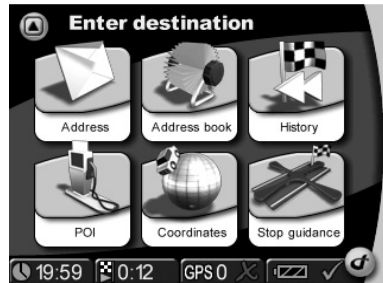 Enter destination
Address Address book History
POI Coordinates Stop guidance
19:59 0:12 GPS 0